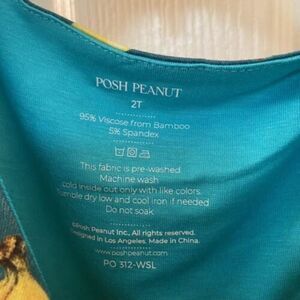 POSH PEANUT
2T
95% Viscose from Bamboo
5% Spandex
This fabric is pre-washed
Machine wash
cold inside out only with like colors.
Tumble dry low and cool iron if needed
Do not soak
©Posh Peanut Inc., All rights reserved.
Designed in Los Angeles. Made in China.
www.poshpeanut.com
PO 312-WSL